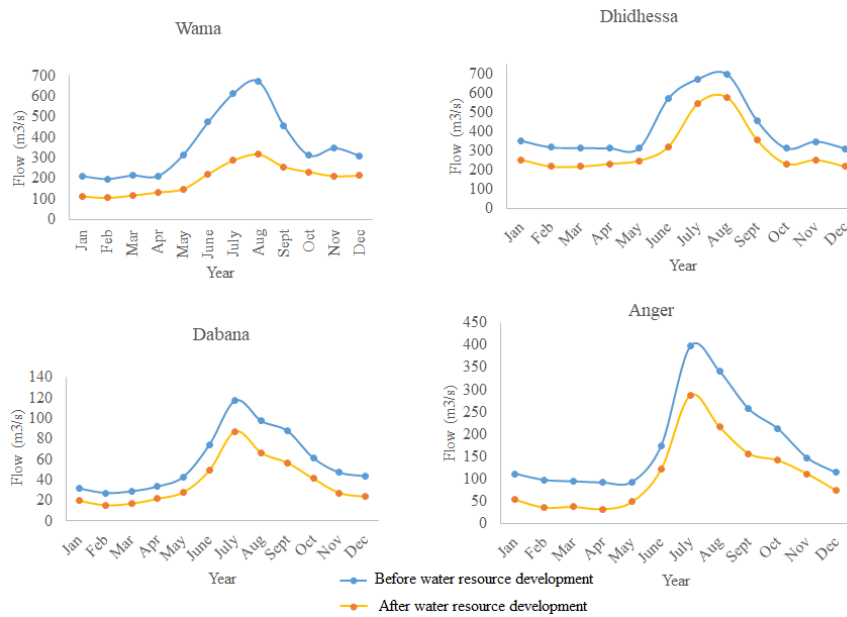 Wama
700
600
500
400
300
200
100
0
Flow (m3/s)
Jan Feb Mar Apr May June July Aug Sept Oct Nov Dec
Year
Dhidhessa
700
600
500
400
300
200
100
0
Flow (m3/s)
Jan Feb Mar Apr May June July Aug Sept Oct Nov Dec
Year
Dabana
140
120
100
80
60
40
20
0
Flow (m3/s)
Jan Feb Mar Apr May June July Aug Sept Oct Nov Dec
Year
Anger
450
400
350
300
250
200
150
100
50
0
Flow (m3/s)
Jan Feb Mar Apr May June July Aug Sept Oct Nov Dec
Year
Before water resource development
After water resource development